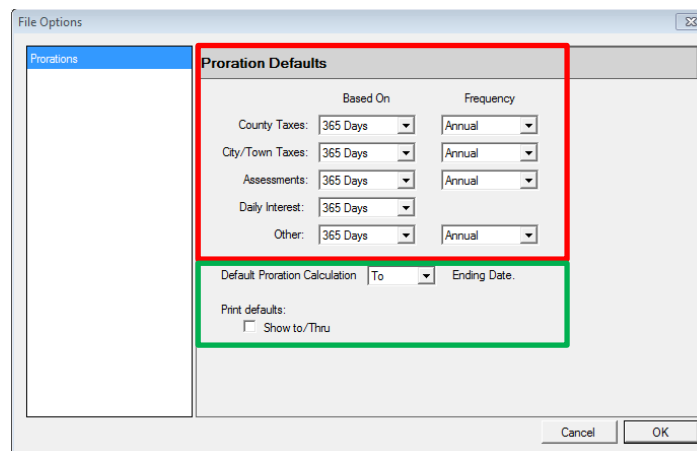 File Options
Prorations
Proration Defaults
Based On Frequency
County Taxes: 365 Days Annual
City/Town Taxes: 365 Days Annual
Assessments: 365 Days Annual
Daily Interest: 365 Days
Other: 365 Days Annual
Default Proration Calculation To Ending Date.
Print defaults:
Show to/Thru
Cancel OK